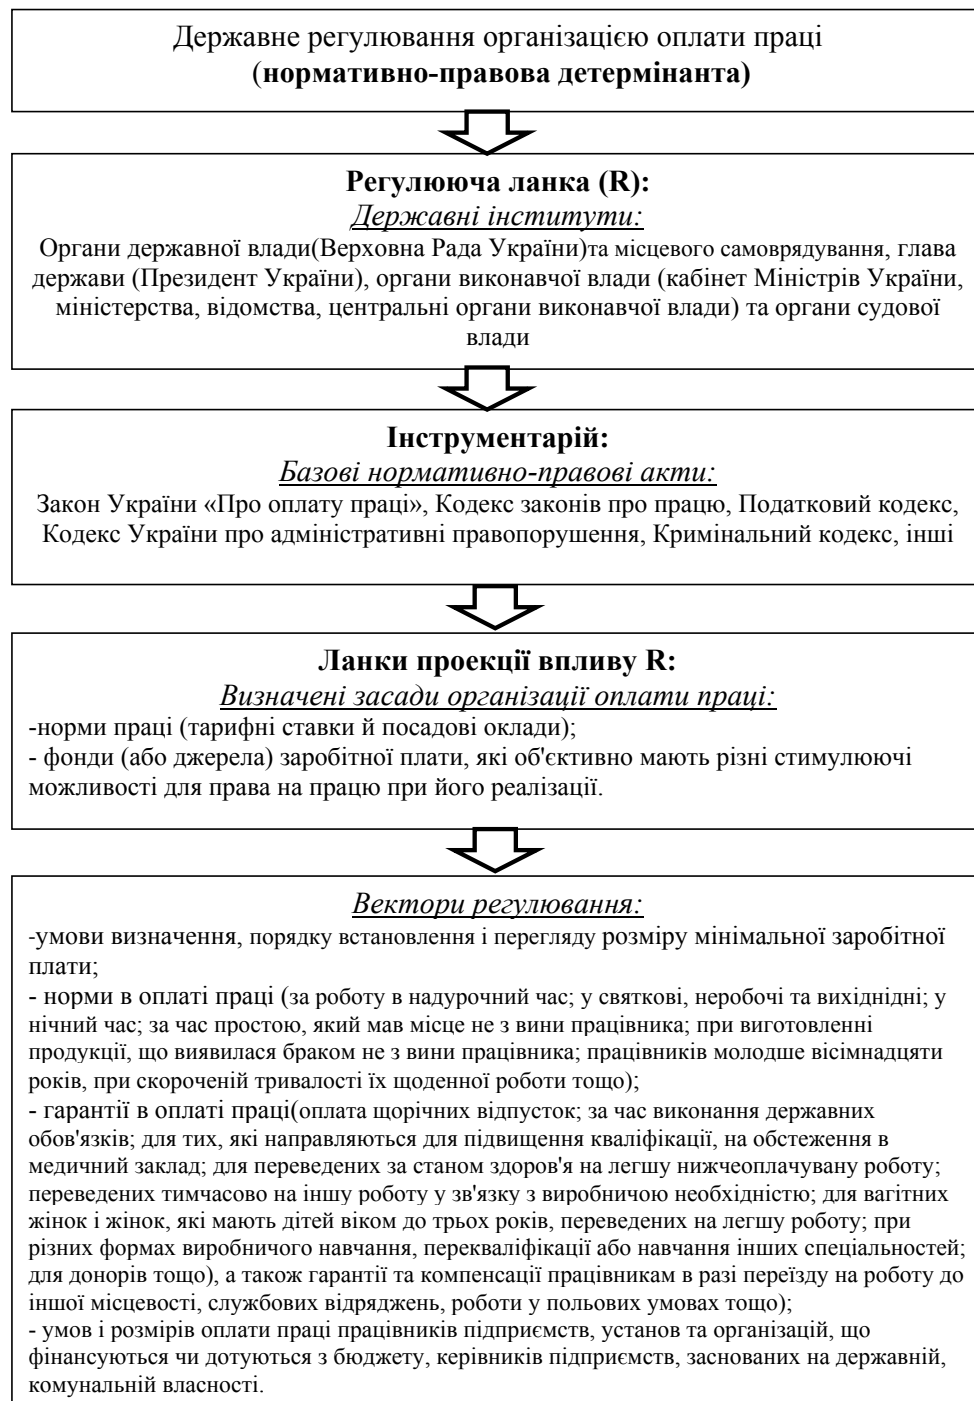 Державне регулювання організацією оплати праці
(нормативно-правова детермінанта)
Регулююча ланка (R):
Державні інститути:
Органи державної влади(Верховна Рада України)та місцевого самоврядування, глава
держави (Президент України), органи виконавчої влади (кабінет Міністрів України,
міністерства, відомства, центральні органи виконавчої влади) та органи судової
влади
Інструментарій:
Базові нормативно-правові акти:
Закон України «Про оплату праці», Кодекс законів про працю, Податковий кодекс,
Кодекс України про адміністративні правопорушення, Кримінальний кодекс, інші
Ланки проекції впливу R:
Визначені засади організації оплати праці:
-норми праці (тарифні ставки й посадові оклади);
- фонди (або джерела) заробітної плати, які об'єктивно мають різні стимулюючі
можливості для права на працю при його реалізації.
Вектори регулювання:
-умови визначення, порядку встановлення і перегляду розміру мінімальної заробітної
плати;
- норми в оплаті праці (за роботу в надурочний час; у святкові, неробочі та вихіднідні; у
нічний час; за час простою, який мав місце не з вини працівника; при виготовленні
продукції, що виявилася браком не з вини працівника; працівників молодше вісімнадцяти
років, при скороченій тривалості їх щоденної роботи тощо);
- гарантії в оплаті праці(оплата щорічних відпусток; за час виконання державних
обов'язків; для тих, які направляються для підвищення кваліфікації, на обстеження в
медичний заклад; для переведених за станом здоров'я на легшу нижчеоплачувану роботу;
переведених тимчасово на іншу роботу у зв'язку з виробничою необхідністю; для вагітних
жінок і жінок, які мають дітей віком до трьох років, переведених на легшу роботу; при
різних формах виробничого навчання, перекваліфікації або навчання інших спеціальностей;
для донорів тощо), а також гарантії та компенсації працівникам в разі переїзду на роботу до
іншої місцевості, службових відряджень, роботи у польових умовах тощо);
- умов і розмірів оплати праці працівників підприємств, установ та організацій, що
фінансуються чи дотуються з бюджету, керівників підприємств, заснованих на державній,
комунальній власності.